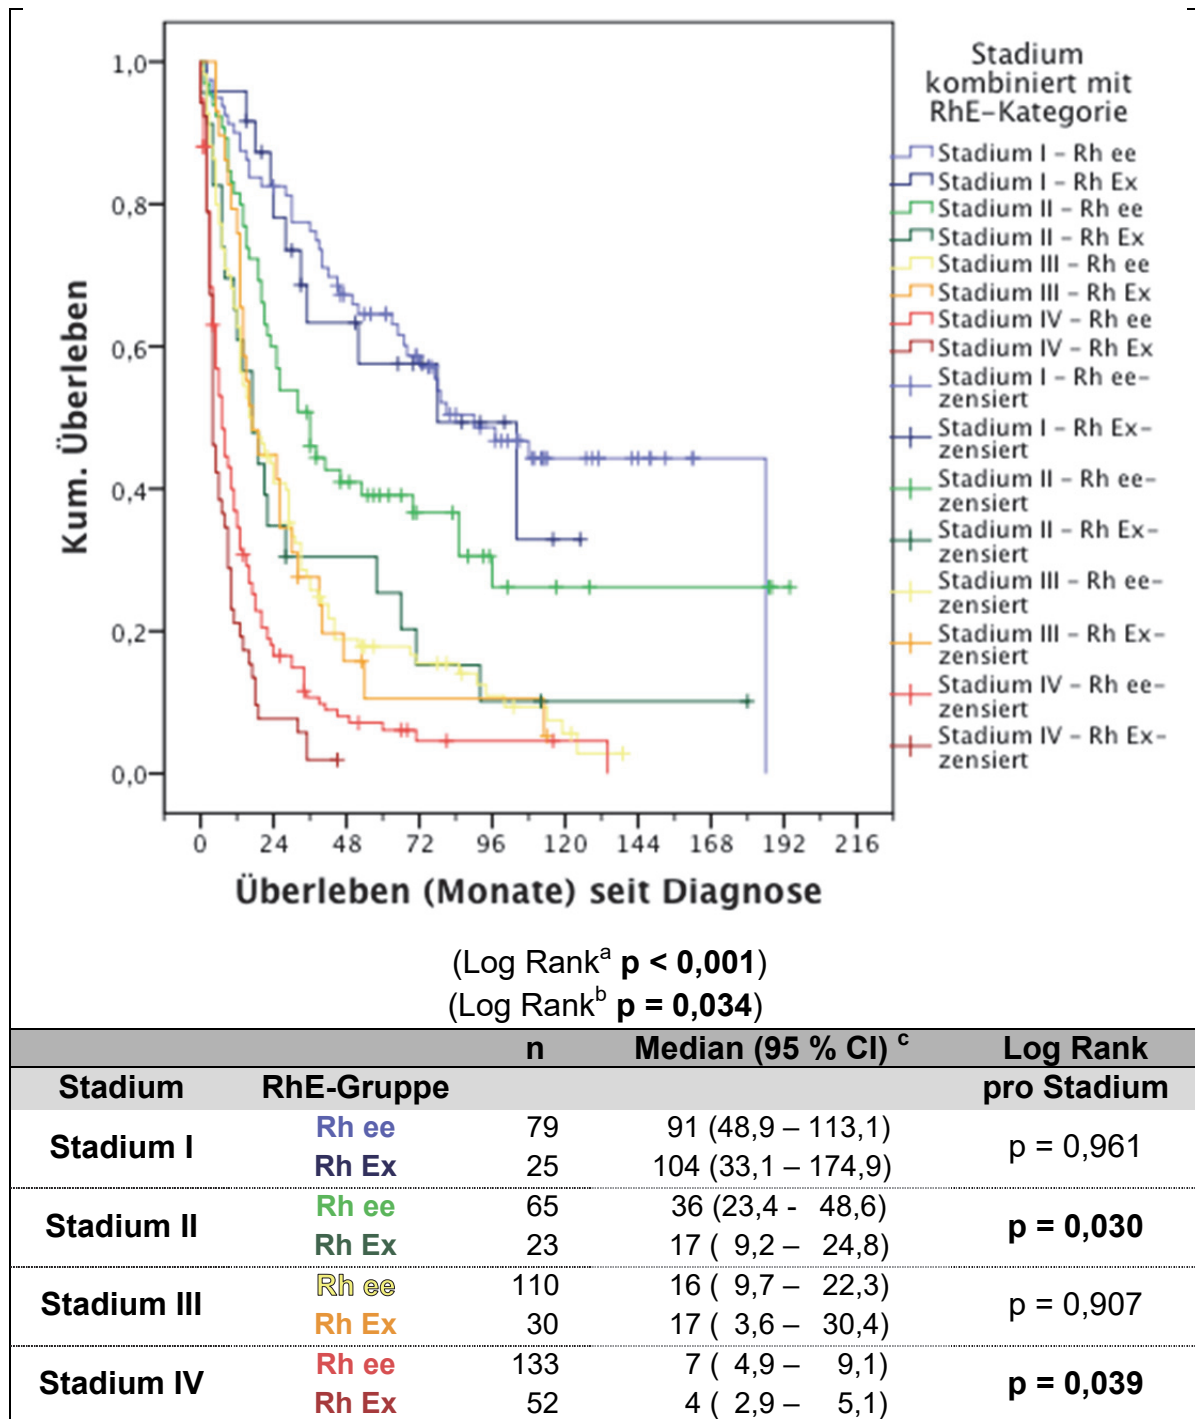 1,0
0,8
0,6
0,4
0,2
0,0
Kum. Überleben
0 24 48 72 96 120 144 168 192 216
Überleben (Monate) seit Diagnose
Stadium
kombiniert mit
RhE-Kategorie
Stadium I - Rh ee
Stadium I - Rh Ex
Stadium II - Rh ee
Stadium II - Rh Ex
Stadium III - Rh ee
Stadium III - Rh Ex
Stadium IV - Rh ee
Stadium IV - Rh Ex
Stadium I - Rh ee-
zensiert
Stadium I - Rh Ex-
zensiert
Stadium II - Rh ee-
zensiert
Stadium II - Rh Ex-
zensiert
Stadium III - Rh ee-
zensiert
Stadium III - Rh Ex-
zensiert
Stadium IV - Rh ee-
zensiert
Stadium IV - Rh Ex-
zensiert
(Log Rank^a p < 0,001)
(Log Rank^b p = 0,034)
n Median (95 % CI) ^c Log Rank
Stadium RhE-Gruppe pro Stadium
Stadium I Rh ee 79 91 (48,9 – 113,1) p = 0,961
Rh Ex 25 104 (33,1 – 174,9)
Stadium II Rh ee 65 36 (23,4 - 48,6) p = 0,030
Rh Ex 23 17 ( 9,2 – 24,8)
Stadium III Rh ee 110 16 ( 9,7 – 22,3) p = 0,907
Rh Ex 30 17 ( 3,6 – 30,4)
Stadium IV Rh ee 133 7 ( 4,9 – 9,1) p = 0,039
Rh Ex 52 4 ( 2,9 – 5,1)